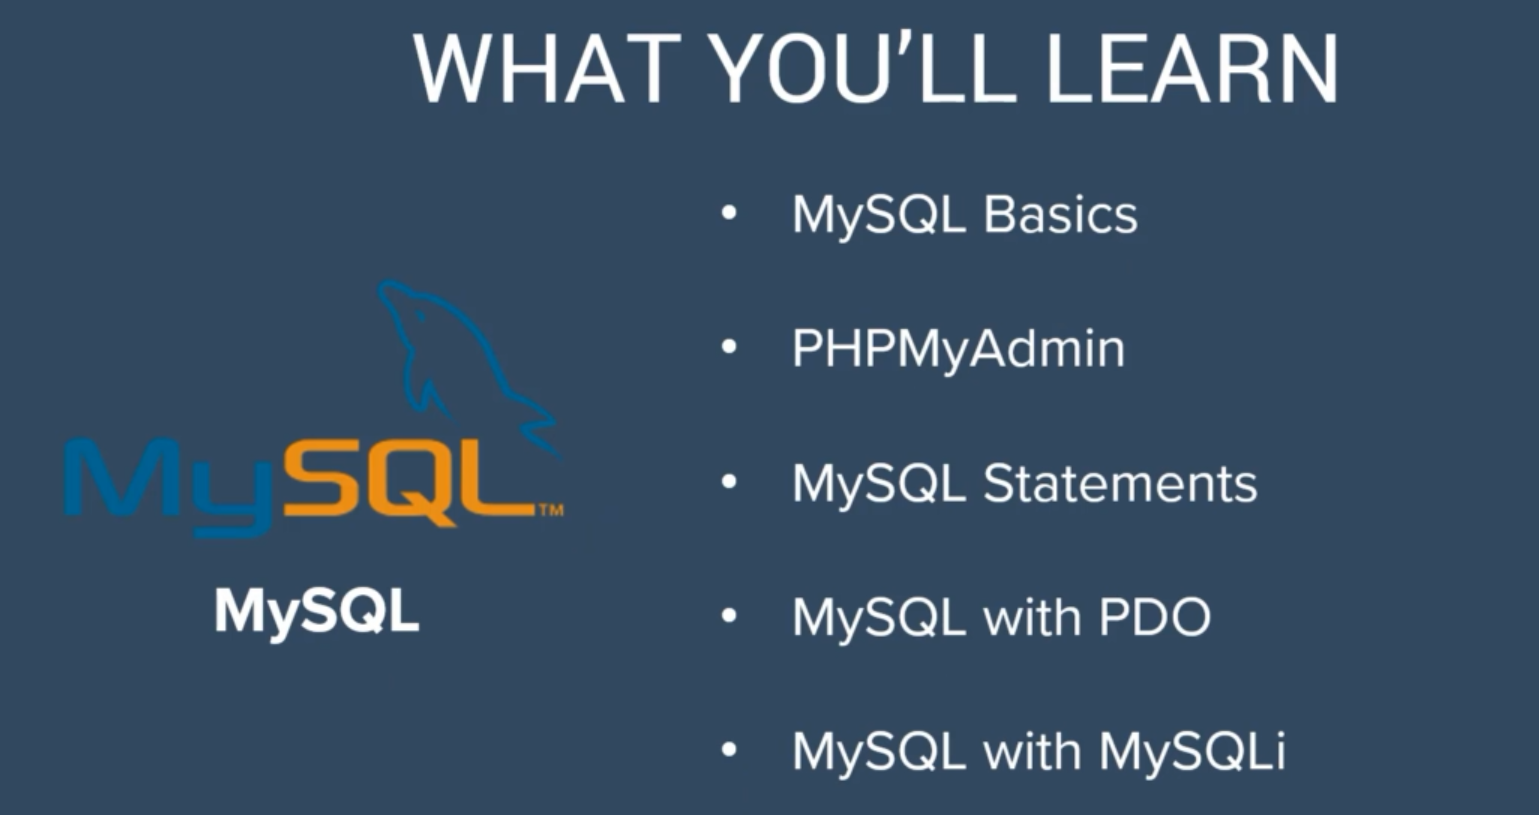 WHAT YOU'LL LEARN
MySQL™
MySQL
• MySQL Basics
• PHPMyAdmin
• MySQL Statements
• MySQL with PDO
• MySQL with MySQLi